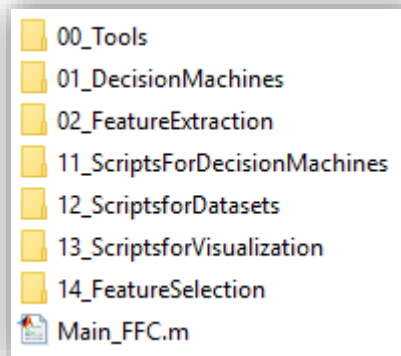 00_Tools
01_DecisionMachines
02_FeatureExtraction
11_ScriptsForDecisionMachines
12_ScriptsforDatasets
13_ScriptsforVisualization
14_FeatureSelection
Main_FFC.m